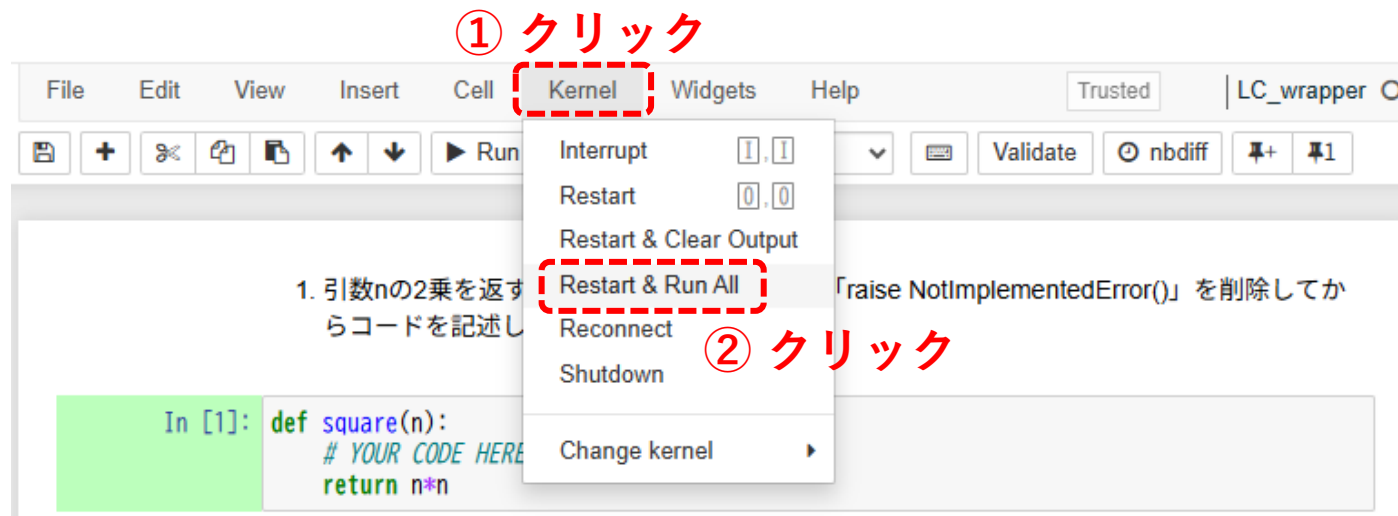 ① クリック
File Edit View Insert Cell Kernel Widgets Help Trusted LC_wrapper
Run Validate nbdiff + 1
Interrupt I,I
Restart 0,0
Restart & Clear Output
Restart & Run All
Reconnect
② クリック
Shutdown
Change kernel
1. 引数nの2乗を返す 「raise NotImplementedError()」を削除してか
らコードを記述し
In [1]: def square(n):
# YOUR CODE HERE
return n*n